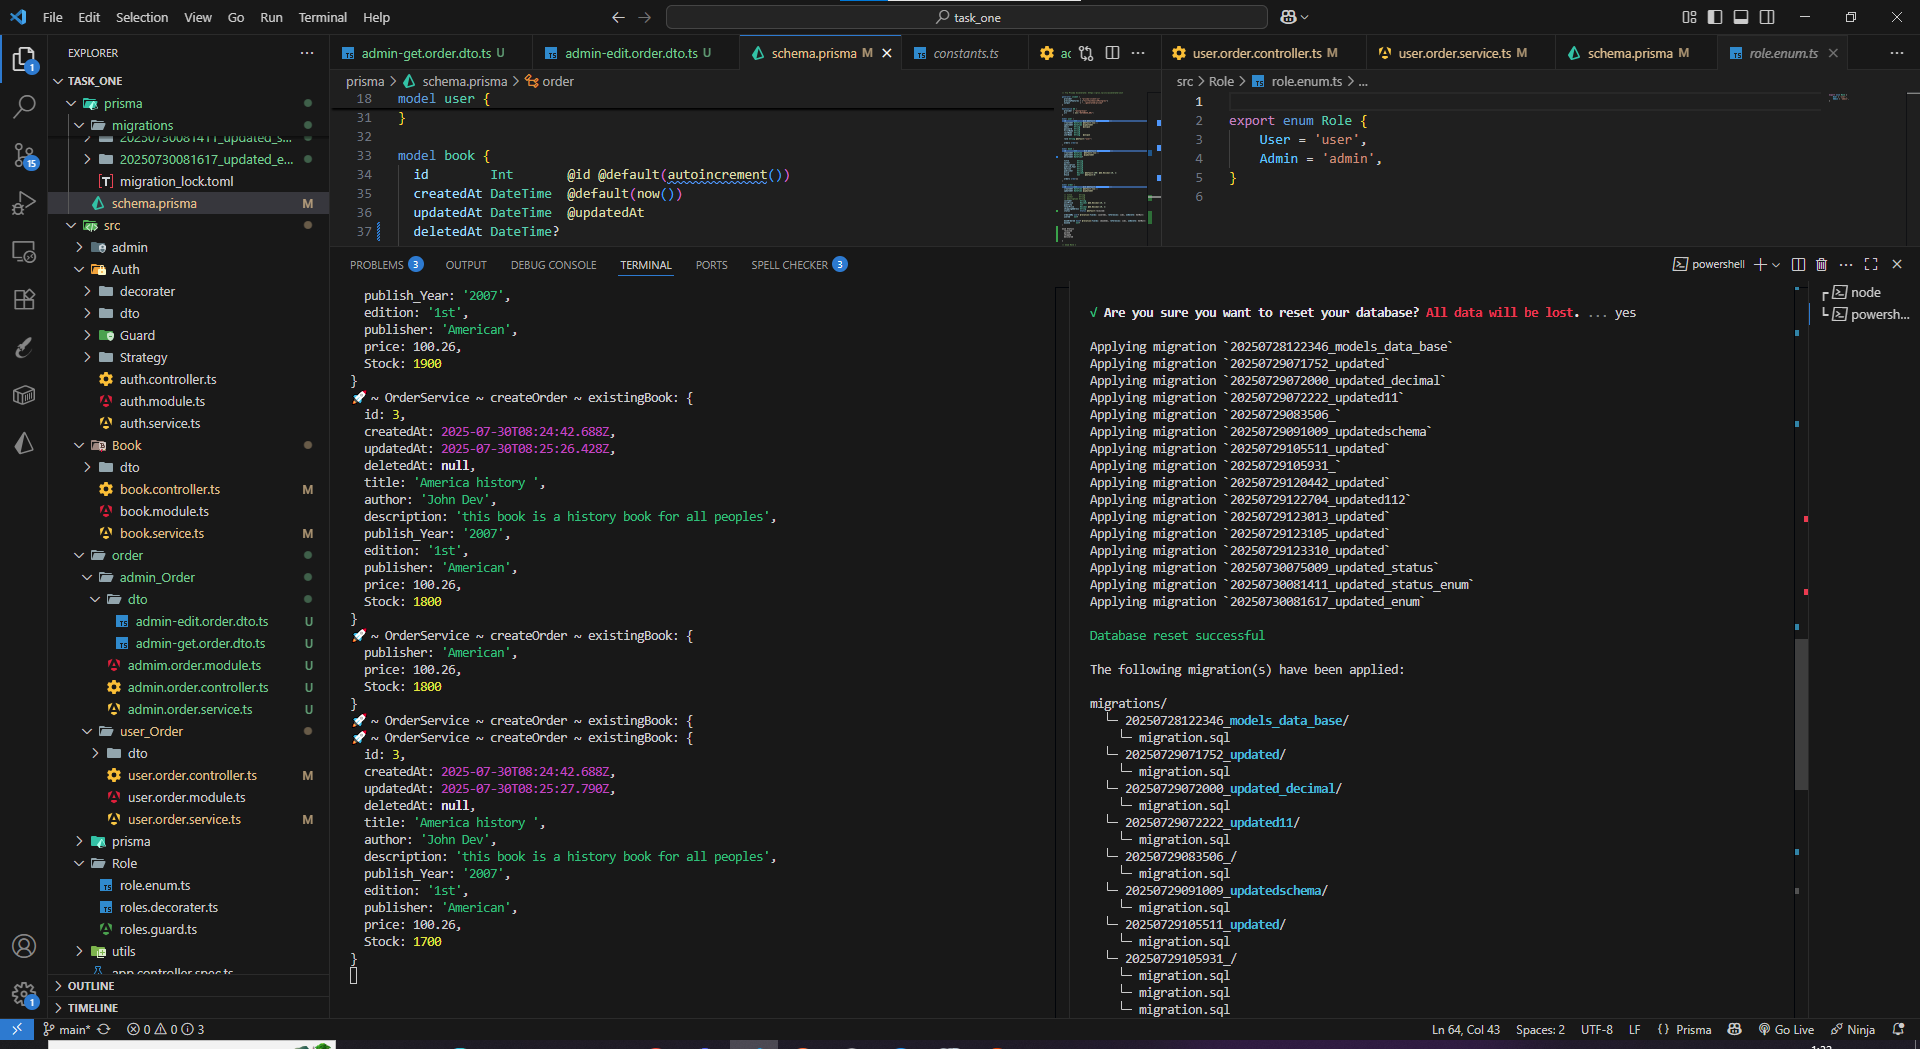 File Edit Selection View Go Run Terminal Help
task_one
EXPLORER
TASK_ONE
prisma
migrations
20250730081411_updated_s...
20250730081617_updated_e...
migration_lock.toml
schema.prisma M
src
admin
Auth
decorater
dto
Guard
Strategy
auth.controller.ts
auth.module.ts
auth.service.ts
Book
dto
book.controller.ts M
book.module.ts
book.service.ts M
order
admin_Order
dto
admin-edit.order.dto.ts U
admin-get.order.dto.ts U
admim.order.module.ts U
admin.order.controller.ts U
admin.order.service.ts U
user_Order
dto
user.order.controller.ts M
user.order.module.ts
user.order.service.ts M
prisma
Role
role.enum.ts
roles.decorater.ts
roles.guard.ts
utils
app.controller.spec.ts
OUTLINE
TIMELINE
1
15
1
admin-get.order.dto.ts U admin-edit.order.dto.ts U schema.prisma M constants.ts ac
prisma > schema.prisma > order
18 model user {
31 }
32
33 model book {
34 id Int @id @default(autoincrement())
35 createdAt DateTime @default(now())
36 updatedAt DateTime @updatedAt
37 deletedAt DateTime?
user.order.controller.ts M user.order.service.ts M schema.prisma M role.enum.ts
src > Role > role.enum.ts > ...
1
2 export enum Role {
3 User = 'user',
4 Admin = 'admin',
5 }
6
PROBLEMS 3 OUTPUT DEBUG CONSOLE TERMINAL PORTS SPELL CHECKER 3
powershell
publish_Year: '2007',
edition: '1st',
publisher: 'American',
price: 100.26,
Stock: 1900
}
🚀 ~ OrderService ~ createOrder ~ existingBook: {
id: 3,
createdAt: 2025-07-30T08:24:42.688Z,
updatedAt: 2025-07-30T08:25:26.428Z,
deletedAt: null,
title: 'America history ',
author: 'John Dev',
description: 'this book is a history book for all peoples',
publish_Year: '2007',
edition: '1st',
publisher: 'American',
price: 100.26,
Stock: 1800
}
🚀 ~ OrderService ~ createOrder ~ existingBook: {
publisher: 'American',
price: 100.26,
Stock: 1800
}
🚀 ~ OrderService ~ createOrder ~ existingBook: {
🚀 ~ OrderService ~ createOrder ~ existingBook: {
id: 3,
createdAt: 2025-07-30T08:24:42.688Z,
updatedAt: 2025-07-30T08:25:27.790Z,
deletedAt: null,
title: 'America history ',
author: 'John Dev',
description: 'this book is a history book for all peoples',
publish_Year: '2007',
edition: '1st',
publisher: 'American',
price: 100.26,
Stock: 1700
}
√ Are you sure you want to reset your database? All data will be lost. ... yes
Applying migration `20250728122346_models_data_base`
Applying migration `20250729071752_updated`
Applying migration `20250729072000_updated_decimal`
Applying migration `20250729072222_updated11`
Applying migration `20250729083506_`
Applying migration `20250729091009_updatedschema`
Applying migration `20250729105511_updated`
Applying migration `20250729105931_`
Applying migration `20250729120442_updated`
Applying migration `20250729122704_updated112`
Applying migration `20250729123013_updated`
Applying migration `20250729123105_updated`
Applying migration `20250729123310_updated`
Applying migration `20250730075009_updated_status`
Applying migration `20250730081411_updated_status_enum`
Applying migration `20250730081617_updated_enum`
Database reset successful
The following migration(s) have been applied:
migrations/
└─ 20250728122346_models_data_base/
└─ migration.sql
└─ 20250729071752_updated/
└─ migration.sql
└─ 20250729072000_updated_decimal/
└─ migration.sql
└─ 20250729072222_updated11/
└─ migration.sql
└─ 20250729083506_/
└─ migration.sql
└─ 20250729091009_updatedschema/
└─ migration.sql
└─ 20250729105511_updated/
└─ migration.sql
└─ 20250729105931_/
└─ migration.sql
└─ migration.sql
└─ migration.sql
node
powersh...
main* 0 0 3
Ln 64, Col 43 Spaces: 2 UTF-8 LF {} Prisma Go Live Ninja